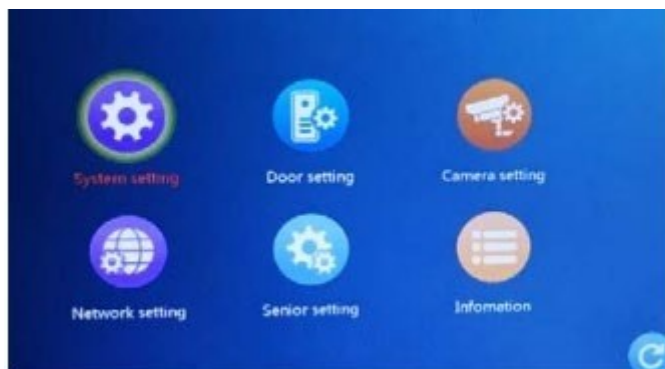 System setting
Door setting
Camera setting
Network setting
Senior setting
Infomation